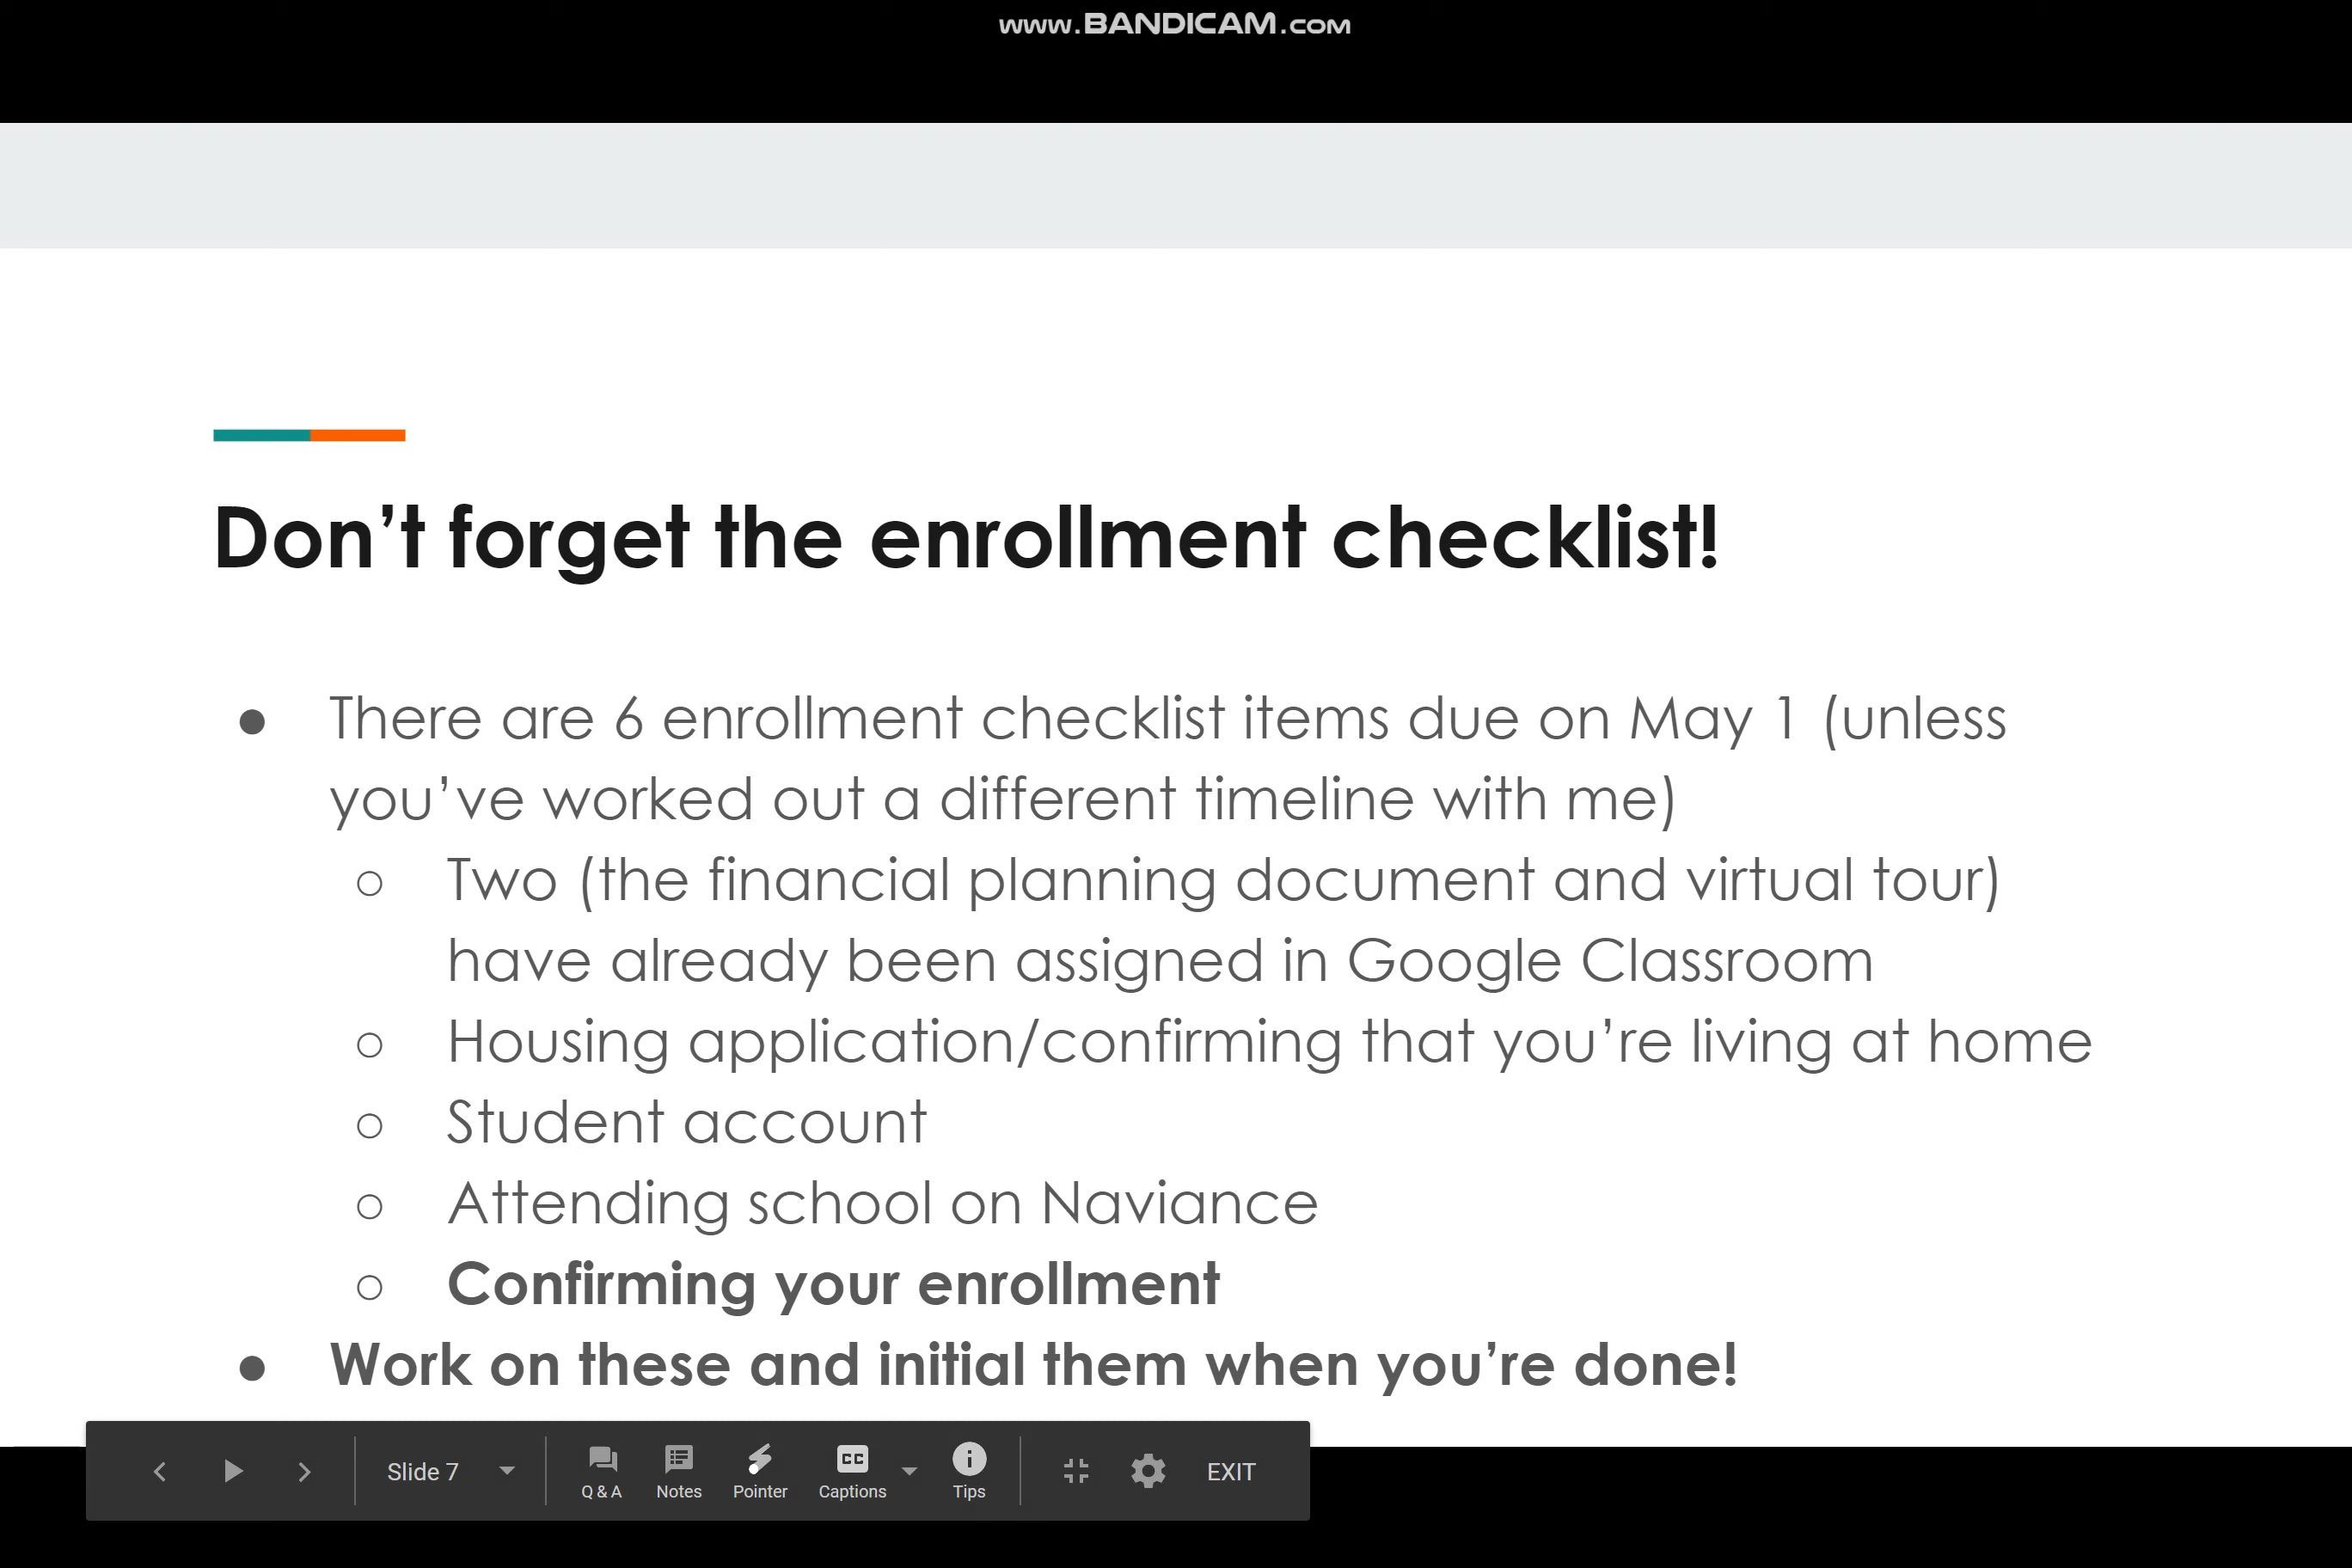 www.BANDICAM.com
Don’t forget the enrollment checklist!
● There are 6 enrollment checklist items due on May 1 (unless
you’ve worked out a different timeline with me)
○ Two (the financial planning document and virtual tour)
have already been assigned in Google Classroom
○ Housing application/confirming that you’re living at home
○ Student account
○ Attending school on Naviance
○ Confirming your enrollment
● Work on these and initial them when you’re done!
Slide 7 Q & A Notes Pointer CC Captions Tips EXIT